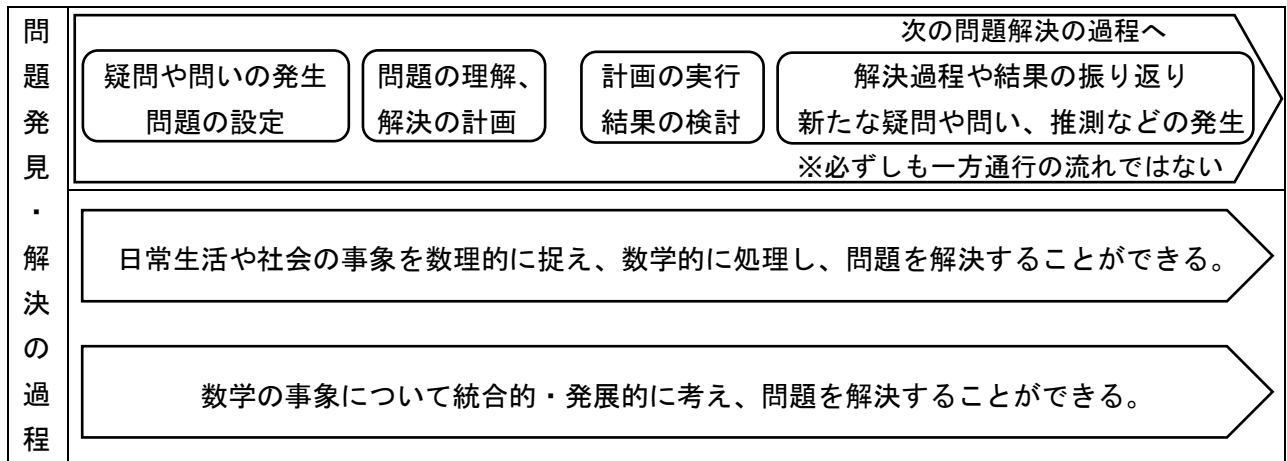 問題発見・解決の過程
次の問題解決の過程へ
疑問や問いの発生
問題の設定
問題の理解、
解決の計画
計画の実行
結果の検討
解決過程や結果の振り返り
新たな疑問や問い、推測などの発生
※必ずしも一方通行の流れではない
日常生活や社会の事象を数理的に捉え、数学的に処理し、問題を解決することができる。
数学の事象について統合的・発展的に考え、問題を解決することができる。